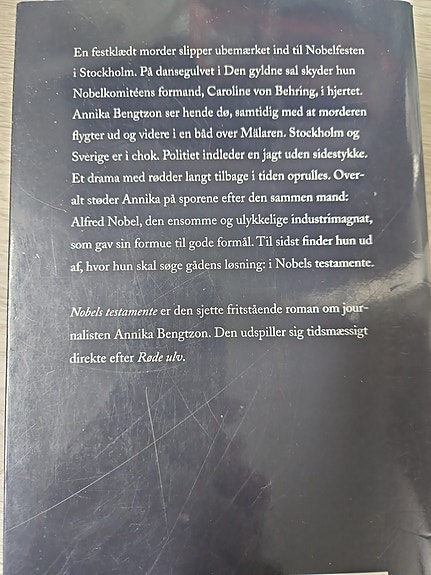 En festklædt morder slipper ubemærket ind til Nobelfesten
i Stockholm. På dansegulvet i Den gyldne sal skyder hun
Nobelkomitéens formand, Caroline von Behring, i hjertet.
Annika Bengtzon ser hende dø, samtidig med at morderen
flygter ud og videre i en båd over Mälaren. Stockholm og
Sverige er i chok. Politiet indleder en jagt uden sidestykke.
Et drama med rødder langt tilbage i tiden oprulles. Over-
alt støder Annika på sporene efter den sammen mand:
Alfred Nobel, den ensomme og ulykkelige industrimagnat,
som gav sin formue til gode formål. Til sidst finder hun ud
af, hvor hun skal søge gådens løsning: i Nobels testamente.
Nobels testamente er den sjette fritstående roman om jour-
nalisten Annika Bengtzon. Den udspiller sig tidsmæssigt
direkte efter Røde ulv.